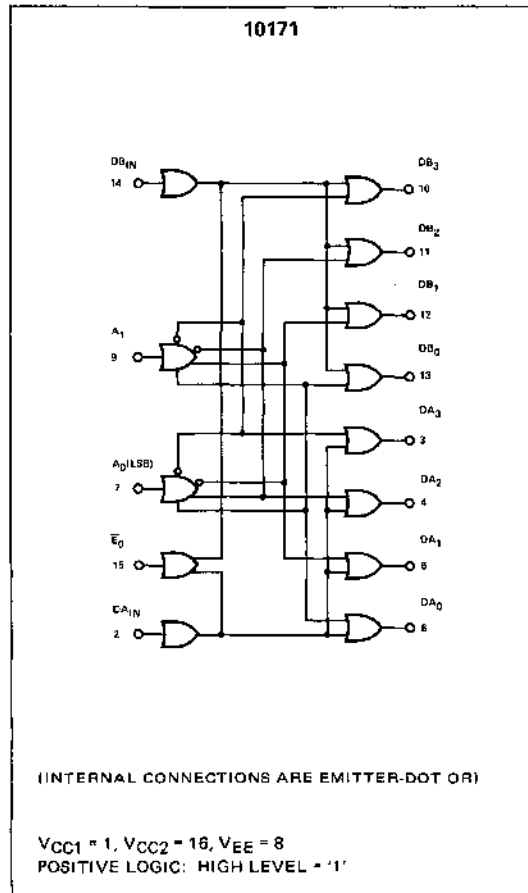 10171
DB_IN
14
DB3
10
DB2
11
DB1
12
A1
9
DB0
13
DA3
3
A0(LSB)
7
DA2
4
E̅0
15
DA1
5
DA_IN
2
DA0
6
(INTERNAL CONNECTIONS ARE EMITTER-DOT OR)
VCC1 = 1, VCC2 = 16, VEE = 8
POSITIVE LOGIC: HIGH LEVEL = '1'